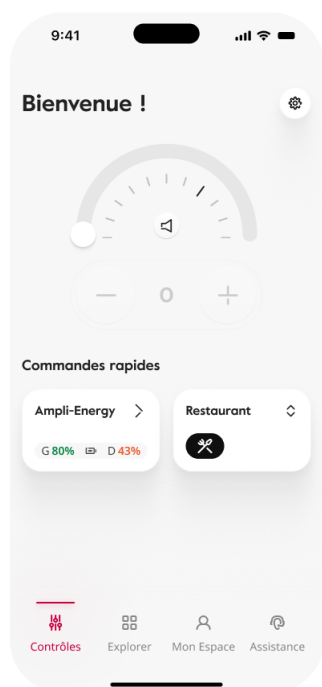 9:41
Bienvenue !
0
Commandes rapides
Ampli-Energy
Restaurant
G 80% D 43%
Contrôles
Explorer
Mon Espace
Assistance